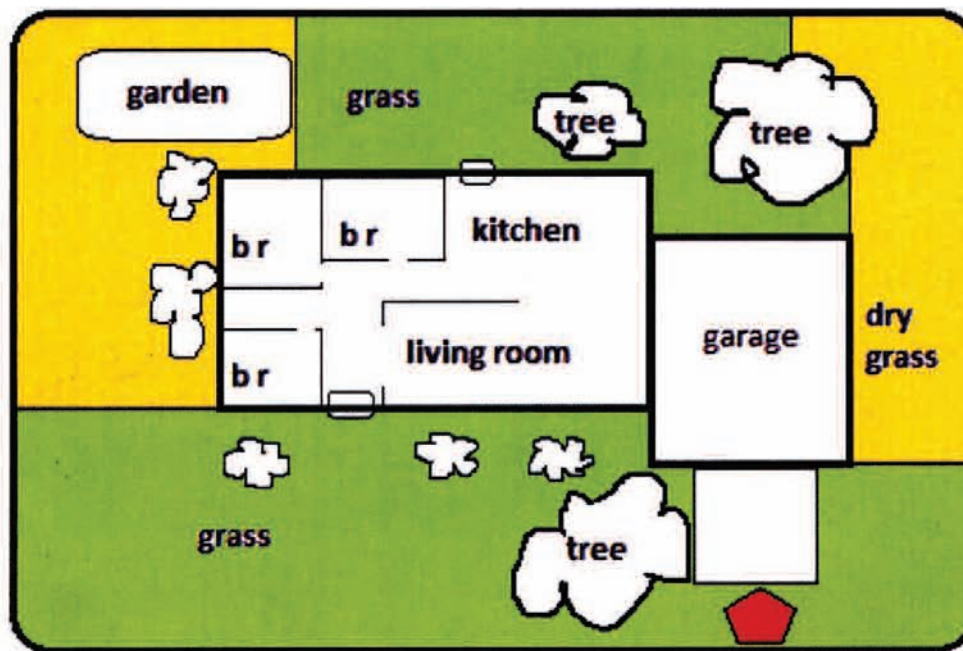 garden
grass
tree
tree
b r
b r
kitchen
garage
dry
grass
living room
b r
grass
tree